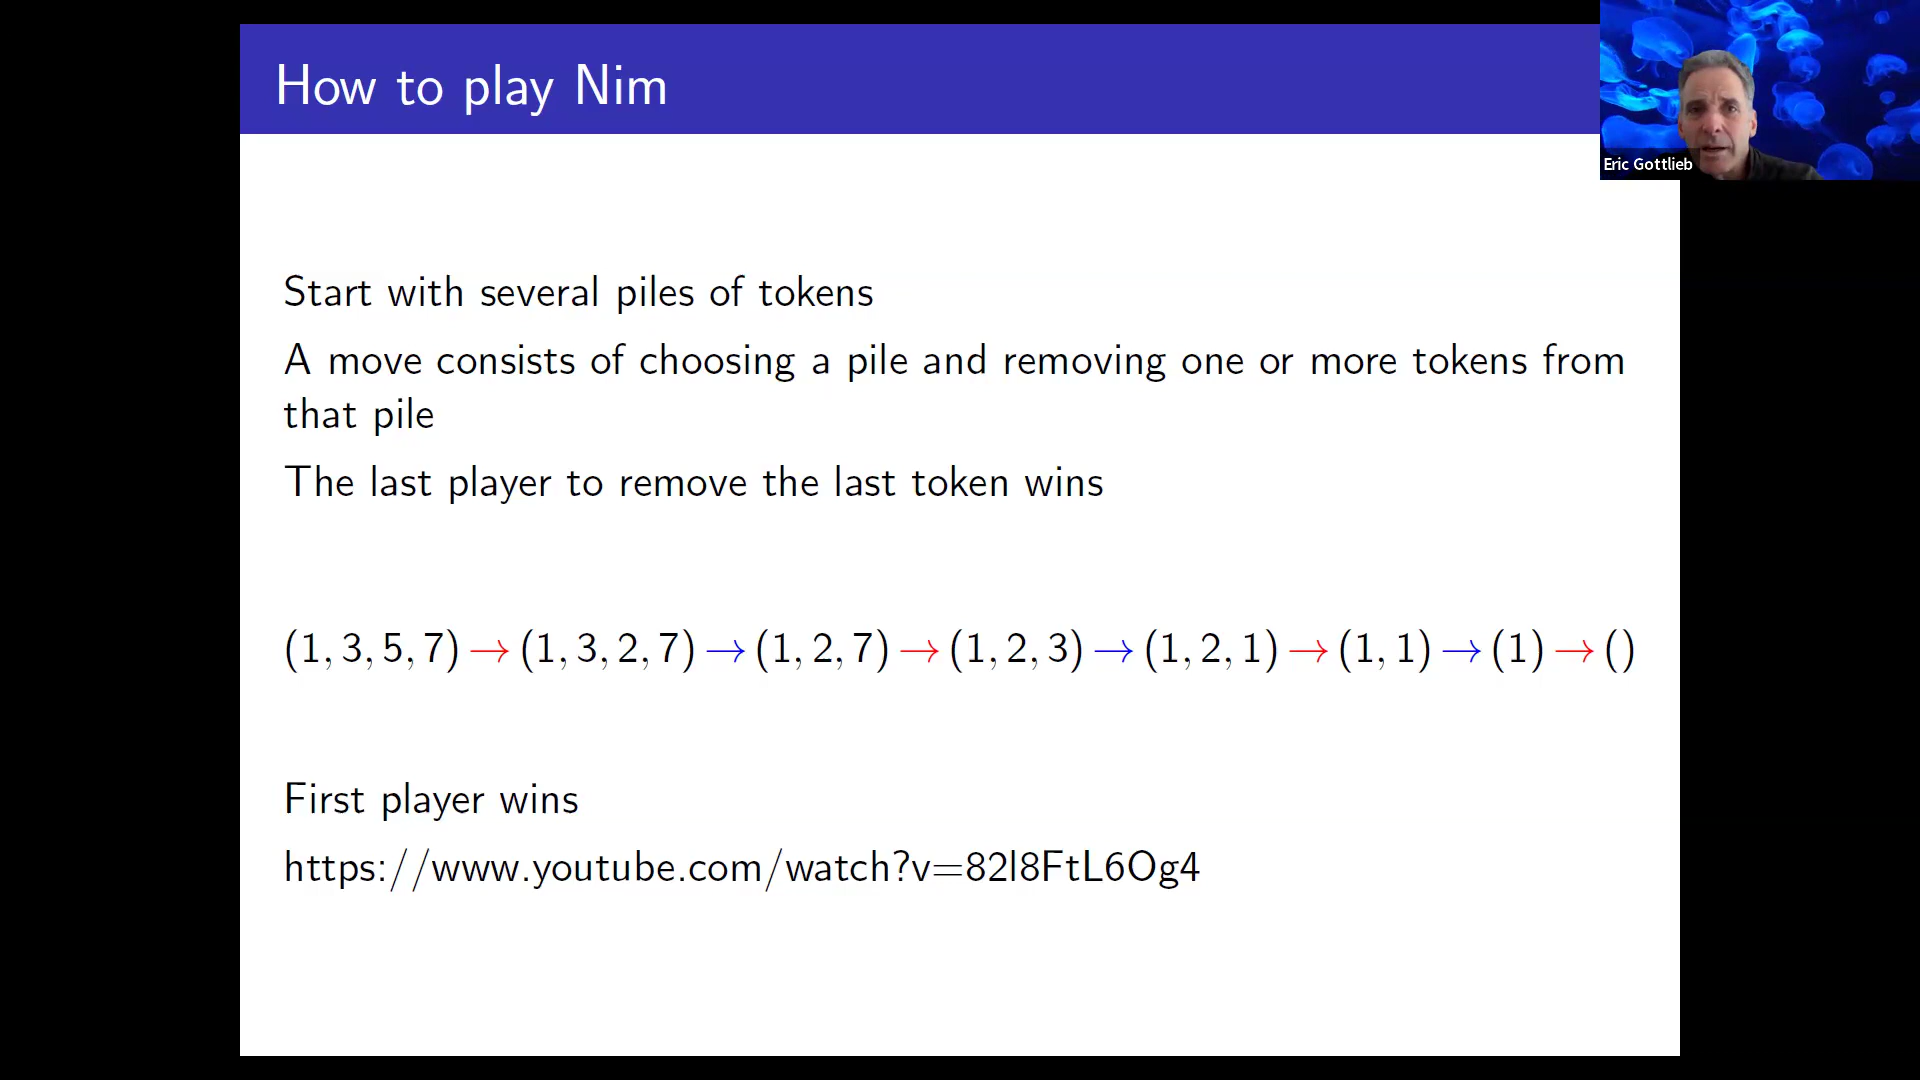 How to play Nim
Eric Gottlieb
Start with several piles of tokens
A move consists of choosing a pile and removing one or more tokens from
that pile
The last player to remove the last token wins
(1, 3, 5, 7) → (1, 3, 2, 7) → (1, 2, 7) → (1, 2, 3) → (1, 2, 1) → (1, 1) → (1) → ()
First player wins
https://www.youtube.com/watch?v=82l8FtL6Og4